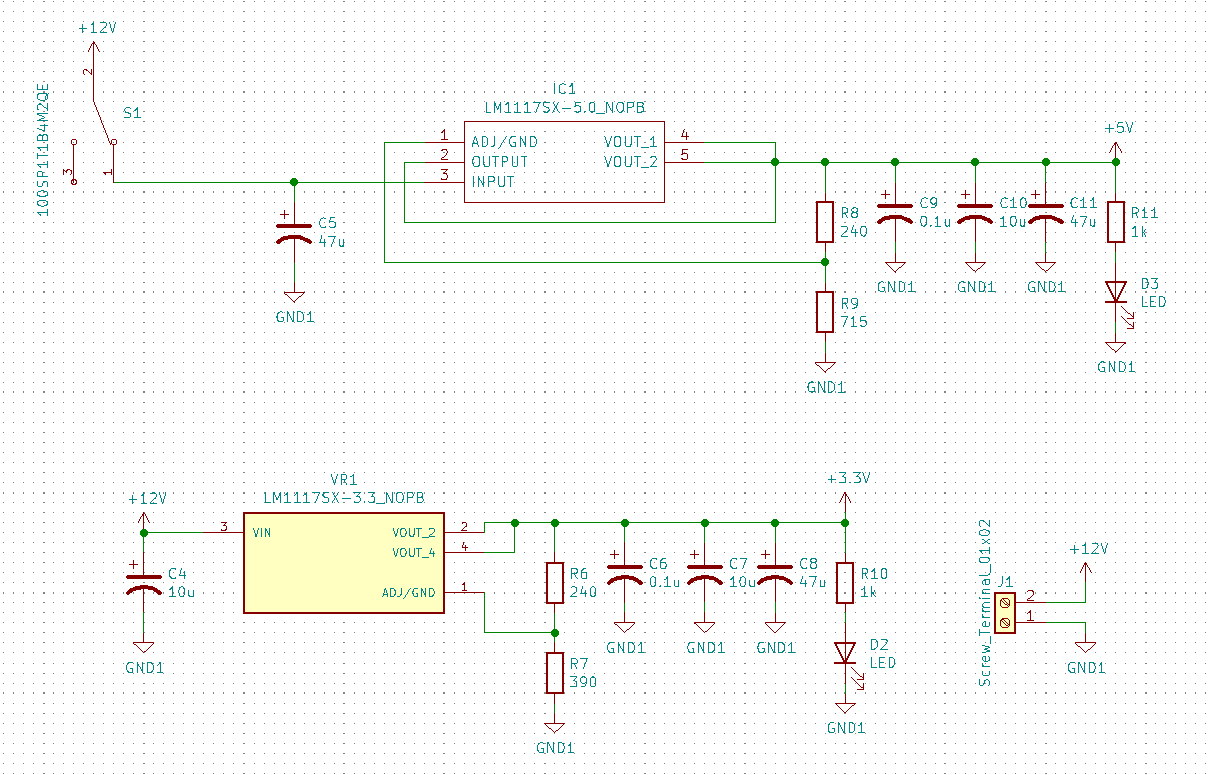 +12V
2
S1
100SP1T1B4M2QE
3
1
IC1
LM1117SX-5.0_NOPB
1
ADJ/GND
VOUT_1
4
2
OUTPUT
VOUT_2
5
3
INPUT
+5V
C5
47u
GND1
R8
240
C9
0.1u
C10
10u
C11
47u
R11
1k
GND1
GND1
GND1
D3
LED
R9
715
GND1
GND1
VR1
LM1117SX-3.3_NOPB
+12V
3
VIN
VOUT_2
2
VOUT_4
4
ADJ/GND
1
+3.3V
C4
10u
GND1
R6
240
C6
0.1u
C7
10u
C8
47u
R10
1k
GND1
GND1
GND1
R7
390
GND1
D2
LED
GND1
Screw_Terminal_01x02
J1
2
1
+12V
GND1